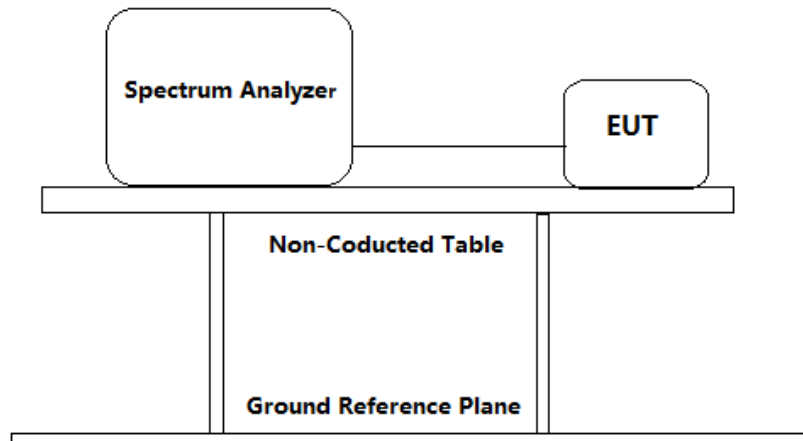 Spectrum Analyzer
EUT
Non-Coducted Table
Ground Reference Plane